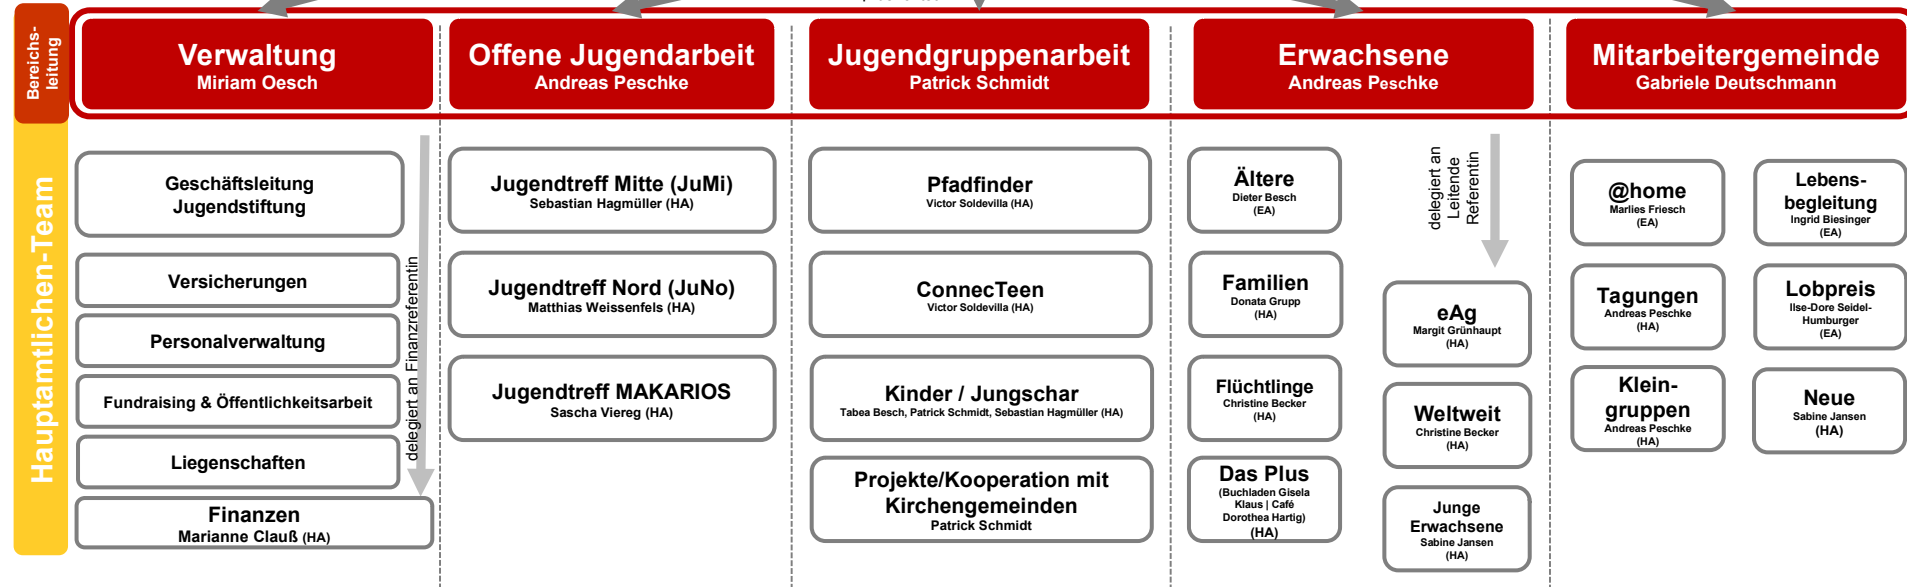 Bereichs-
leitung
Verwaltung
Miriam Oesch
Offene Jugendarbeit
Andreas Peschke
Jugendgruppenarbeit
Patrick Schmidt
Erwachsene
Andreas Peschke
Mitarbeitergemeinde
Gabriele Deutschmann
Hauptamtlichen-Team
Geschäftsleitung
Jugendstiftung
Versicherungen
Personalverwaltung
Fundraising & Öffentlichkeitsarbeit
Liegenschaften
Finanzen
Marianne Clauß (HA)
delegiert an Finanzreferentin
Jugendtreff Mitte (JuMi)
Sebastian Hagmüller (HA)
Jugendtreff Nord (JuNo)
Matthias Weissenfels (HA)
Jugendtreff MAKARIOS
Sascha Viereg (HA)
Pfadfinder
Victor Soldevilla (HA)
ConnecTeen
Victor Soldevilla (HA)
Kinder / Jungschar
Tabea Besch, Patrick Schmidt, Sebastian Hagmüller (HA)
Projekte/Kooperation mit
Kirchengemeinden
Patrick Schmidt
Ältere
Dieter Besch
(EA)
Familien
Donata Grupp
(HA)
Flüchtlinge
Christine Becker
(HA)
Das Plus
(Buchladen Gisela
Klaus | Café
Dorothea Hartig)
(HA)
delegiert an
Leitende
Referentin
eAg
Margit Grünhaupt
(HA)
Weltweit
Christine Becker
(HA)
Junge
Erwachsene
Sabine Jansen
(HA)
@home
Marlies Friesch
(EA)
Tagungen
Andreas Peschke
(HA)
Klein-
gruppen
Andreas Peschke
(HA)
Lebens-
begleitung
Ingrid Biesinger
(EA)
Lobpreis
Ilse-Dore Seidel-
Humburger
(EA)
Neue
Sabine Jansen
(HA)